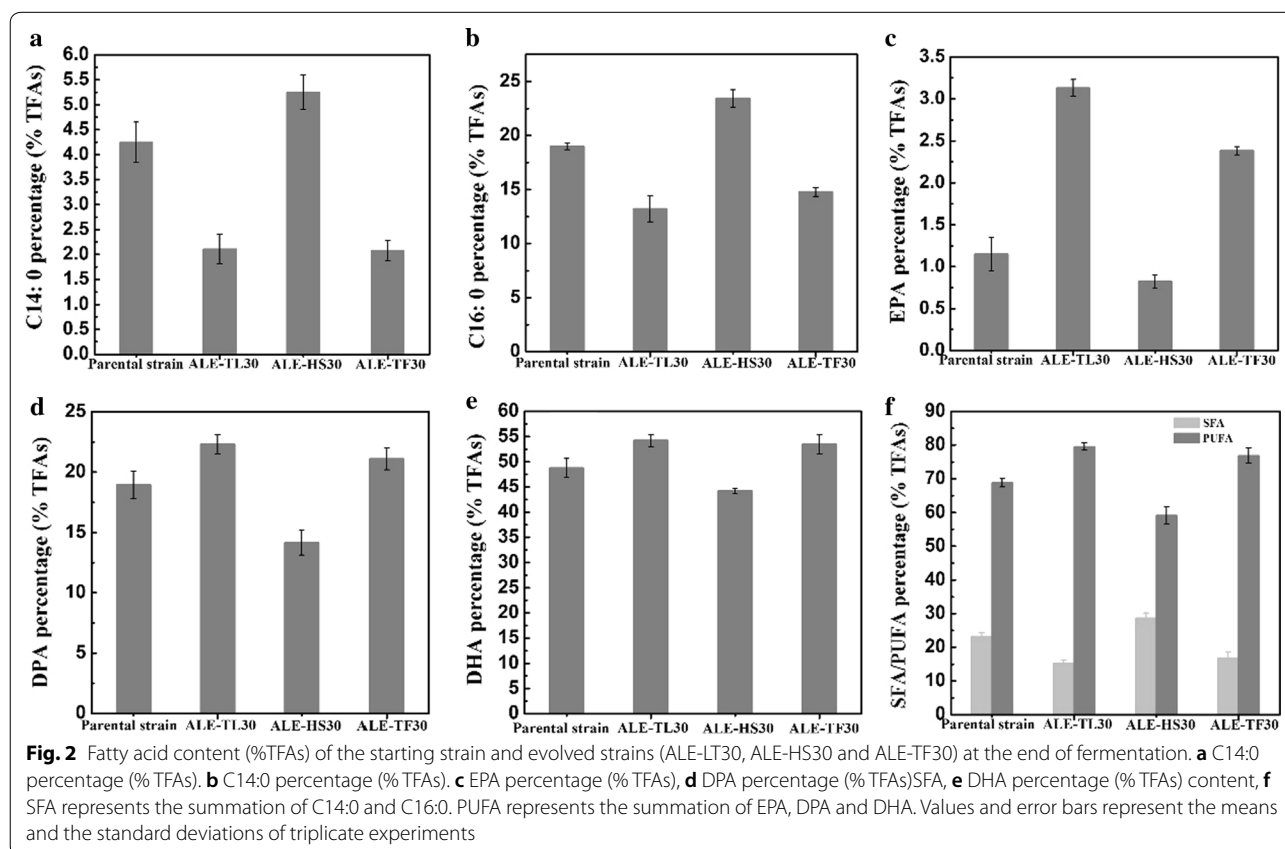 a
C14: 0 percentage (% TFAs)
6.0
5.5
5.0
4.5
4.0
3.5
3.0
2.5
2.0
1.5
1.0
0.5
0.0
Parental strain ALE-TL30 ALE-HS30 ALE-TF30
b
C16: 0 percentage (% TFAs)
25
20
15
10
5
0
Parental strain ALE-TL30 ALE-HS30 ALE-TF30
c
EPA percentage (% TFAs)
3.5
3.0
2.5
2.0
1.5
1.0
0.5
0.0
Parental strain ALE-TL30 ALE-HS30 ALE-TF30
d
DPA percentage (% TFAs)
25
20
15
10
5
0
Parental strain ALE-TL30 ALE-HS30 ALE-TF30
e
DHA percentage (% TFAs)
60
55
50
45
40
35
30
25
20
15
10
5
0
Parental strain ALE-TL30 ALE-HS30 ALE-TF30
f
SFA/PUFA percentage (% TFAs)
90
80
70
60
50
40
30
20
10
0
SFA
PUFA
Parental strain ALE-TL30 ALE-HS30 ALE-TF30
Fig. 2 Fatty acid content (%TFAs) of the starting strain and evolved strains (ALE-LT30, ALE-HS30 and ALE-TF30) at the end of fermentation. a C14:0
percentage (% TFAs). b C14:0 percentage (% TFAs). c EPA percentage (% TFAs), d DPA percentage (% TFAs)SFA, e DHA percentage (% TFAs) content, f
SFA represents the summation of C14:0 and C16:0. PUFA represents the summation of EPA, DPA and DHA. Values and error bars represent the means
and the standard deviations of triplicate experiments